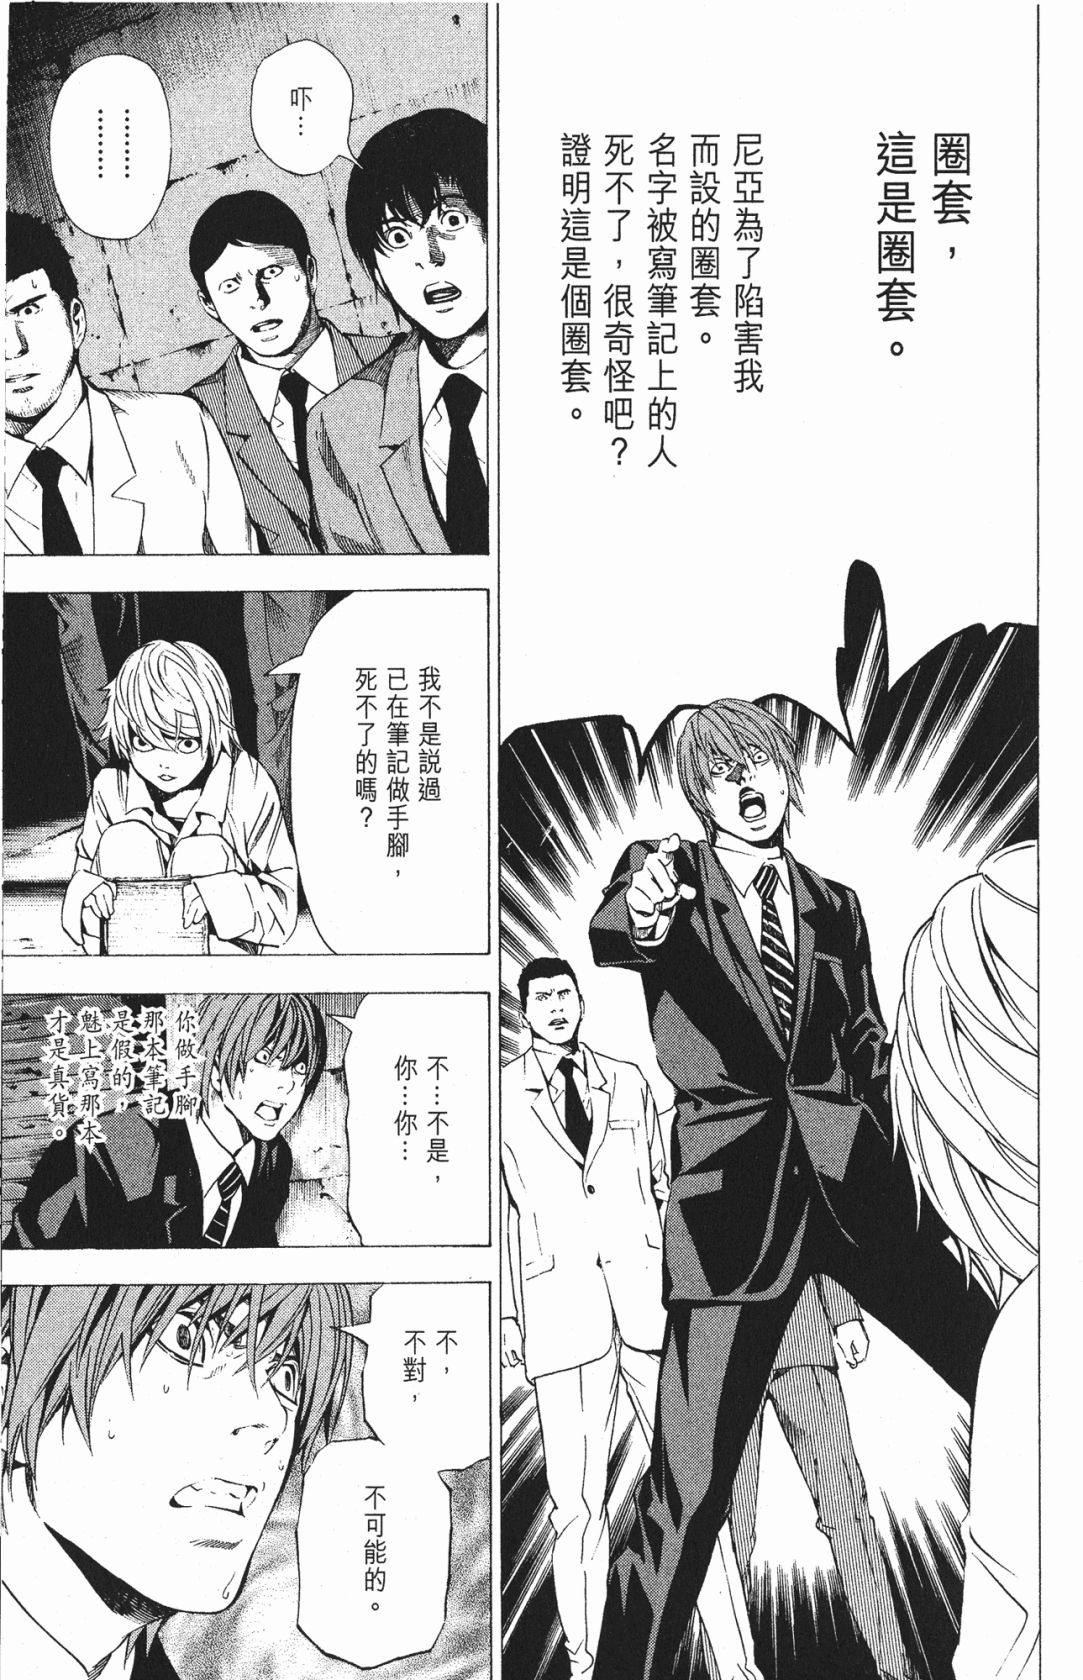 圈套，
這是圈套。
尼亞為了陷害我
而設的圈套。
名字被寫筆記上的人
死不了，很奇怪吧？
證明這是個圈套。
吓…
………
………
我不是說過
已在筆記做手腳，
死不了的嗎？
不…不是，
你…你…
你做手腳
那本筆記
是假的，
魅上寫那本
才是真貨。
不，
不對，
不可能的。